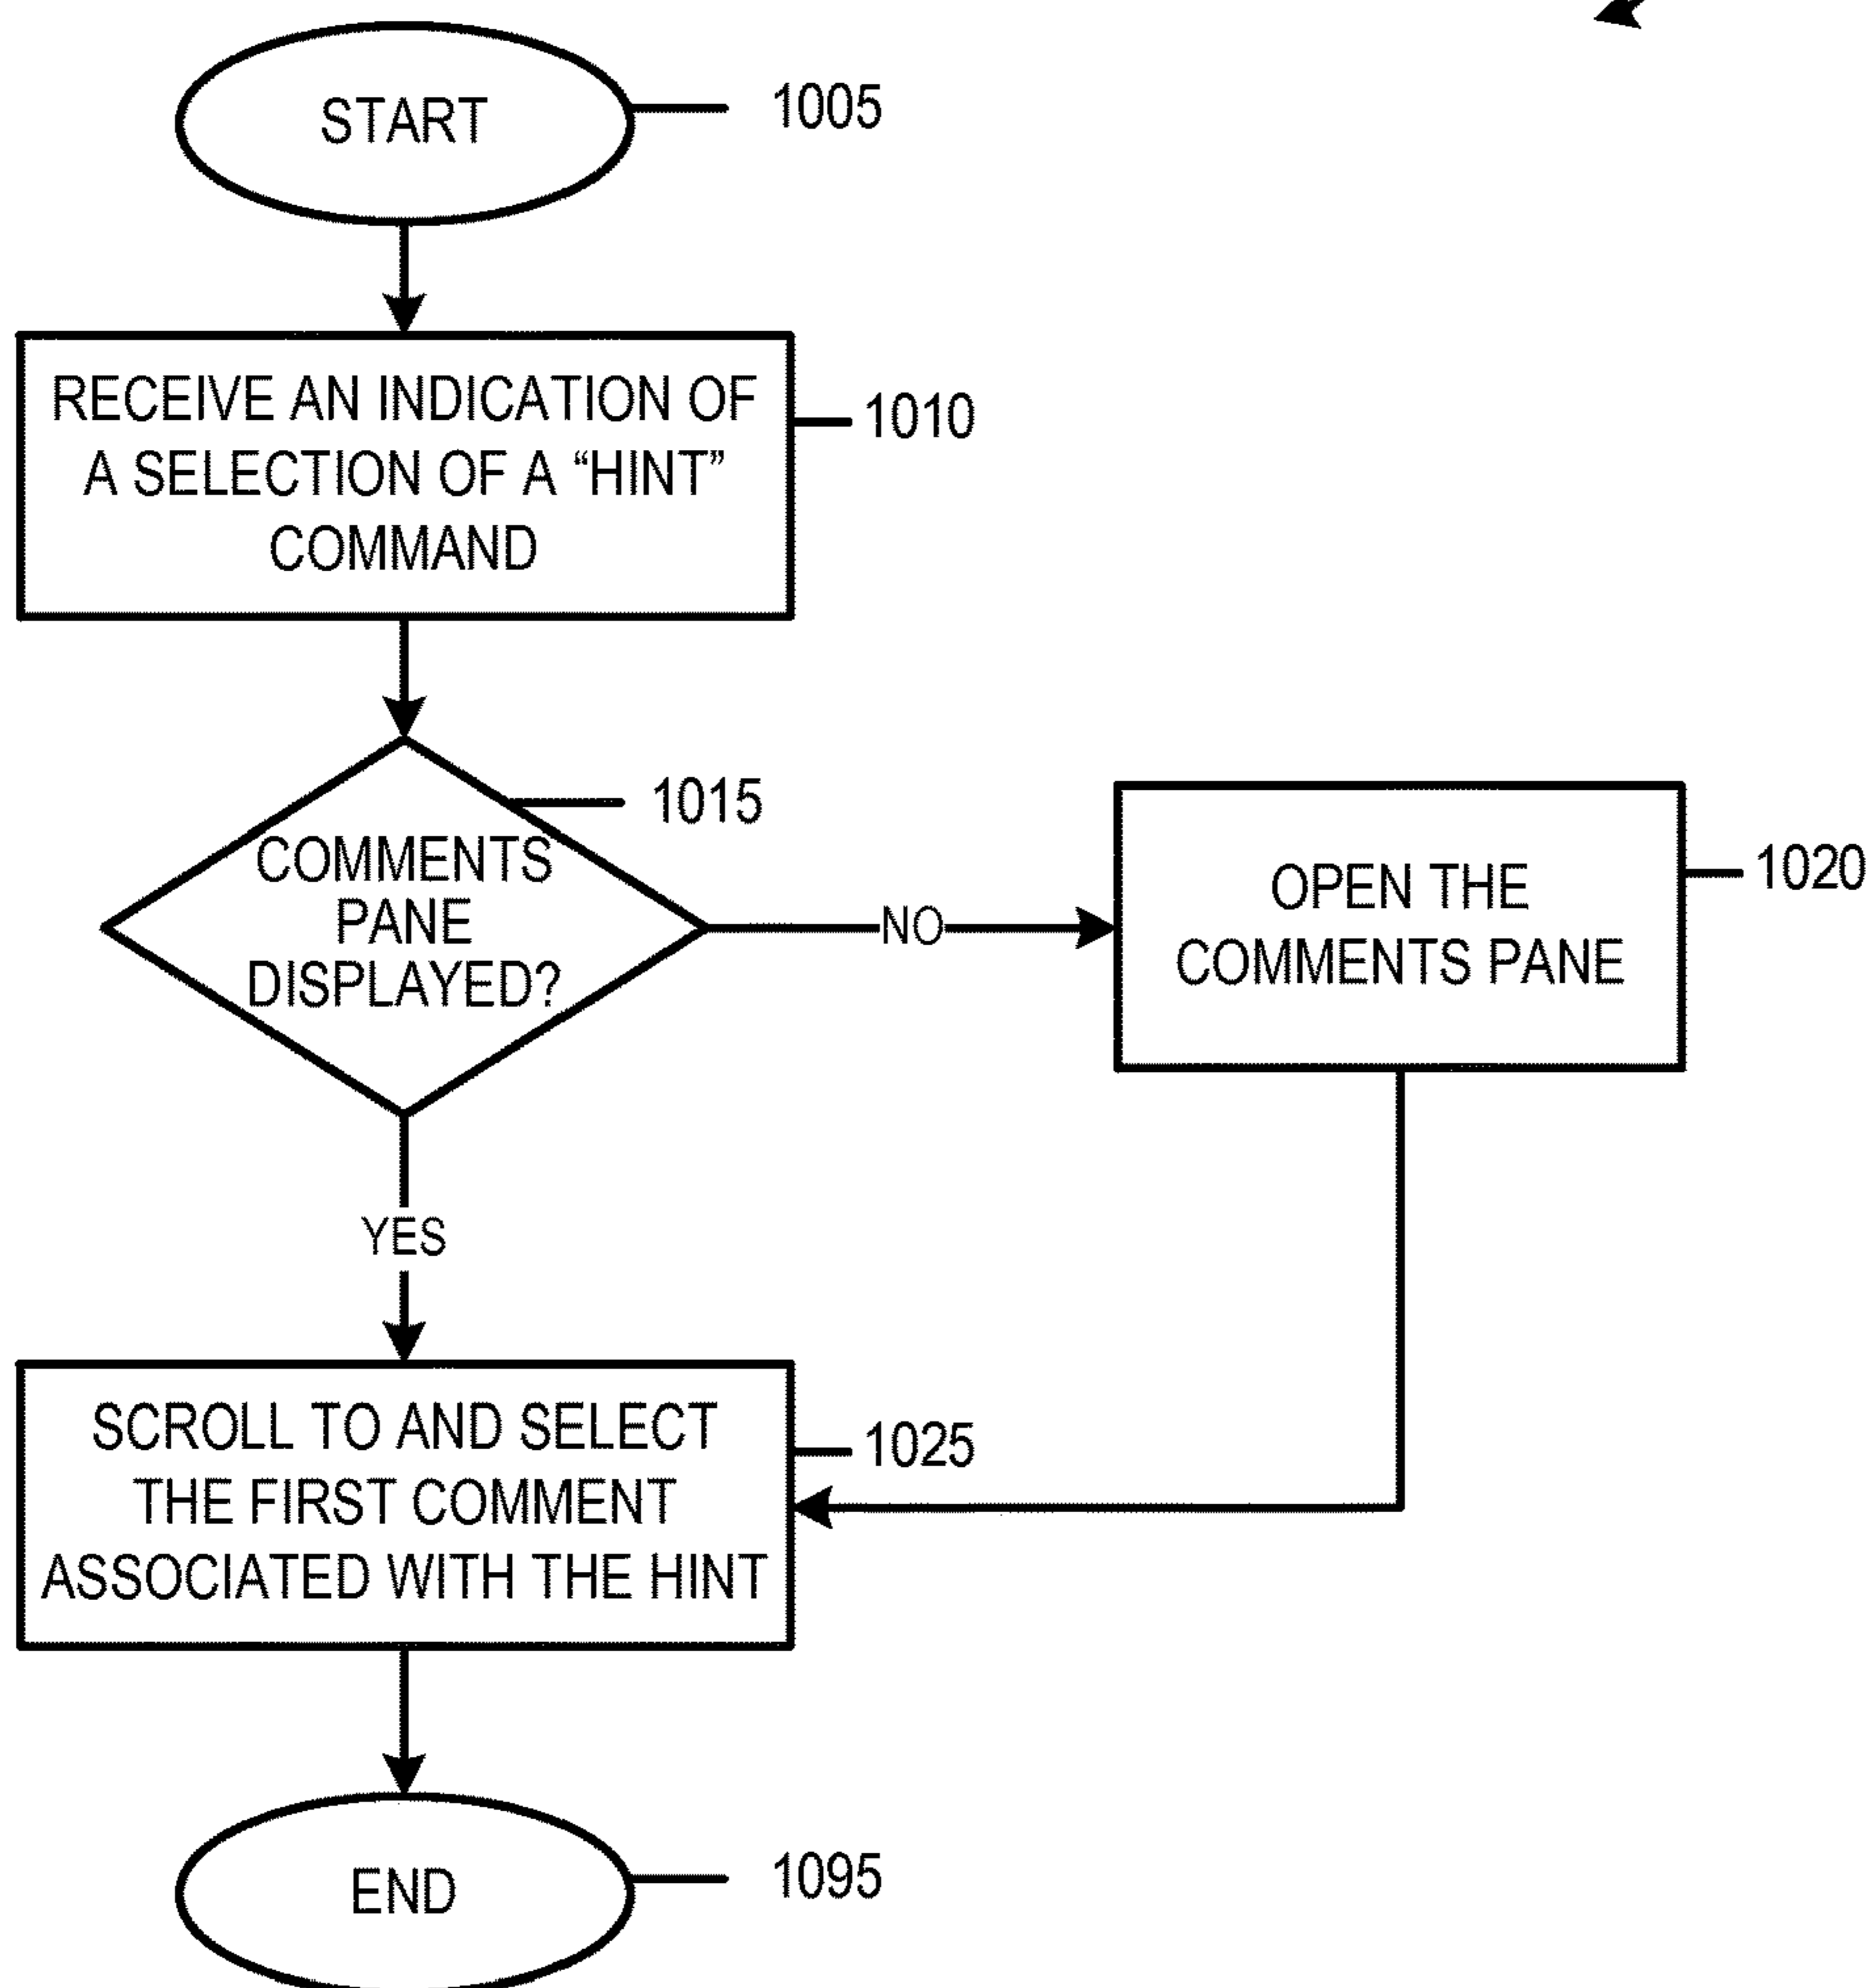 START
1005
RECEIVE AN INDICATION OF
A SELECTION OF A “HINT”
COMMAND
1010
1015
COMMENTS
PANE
DISPLAYED?
NO
OPEN THE
COMMENTS PANE
1020
YES
SCROLL TO AND SELECT
THE FIRST COMMENT
ASSOCIATED WITH THE HINT
1025
END
1095